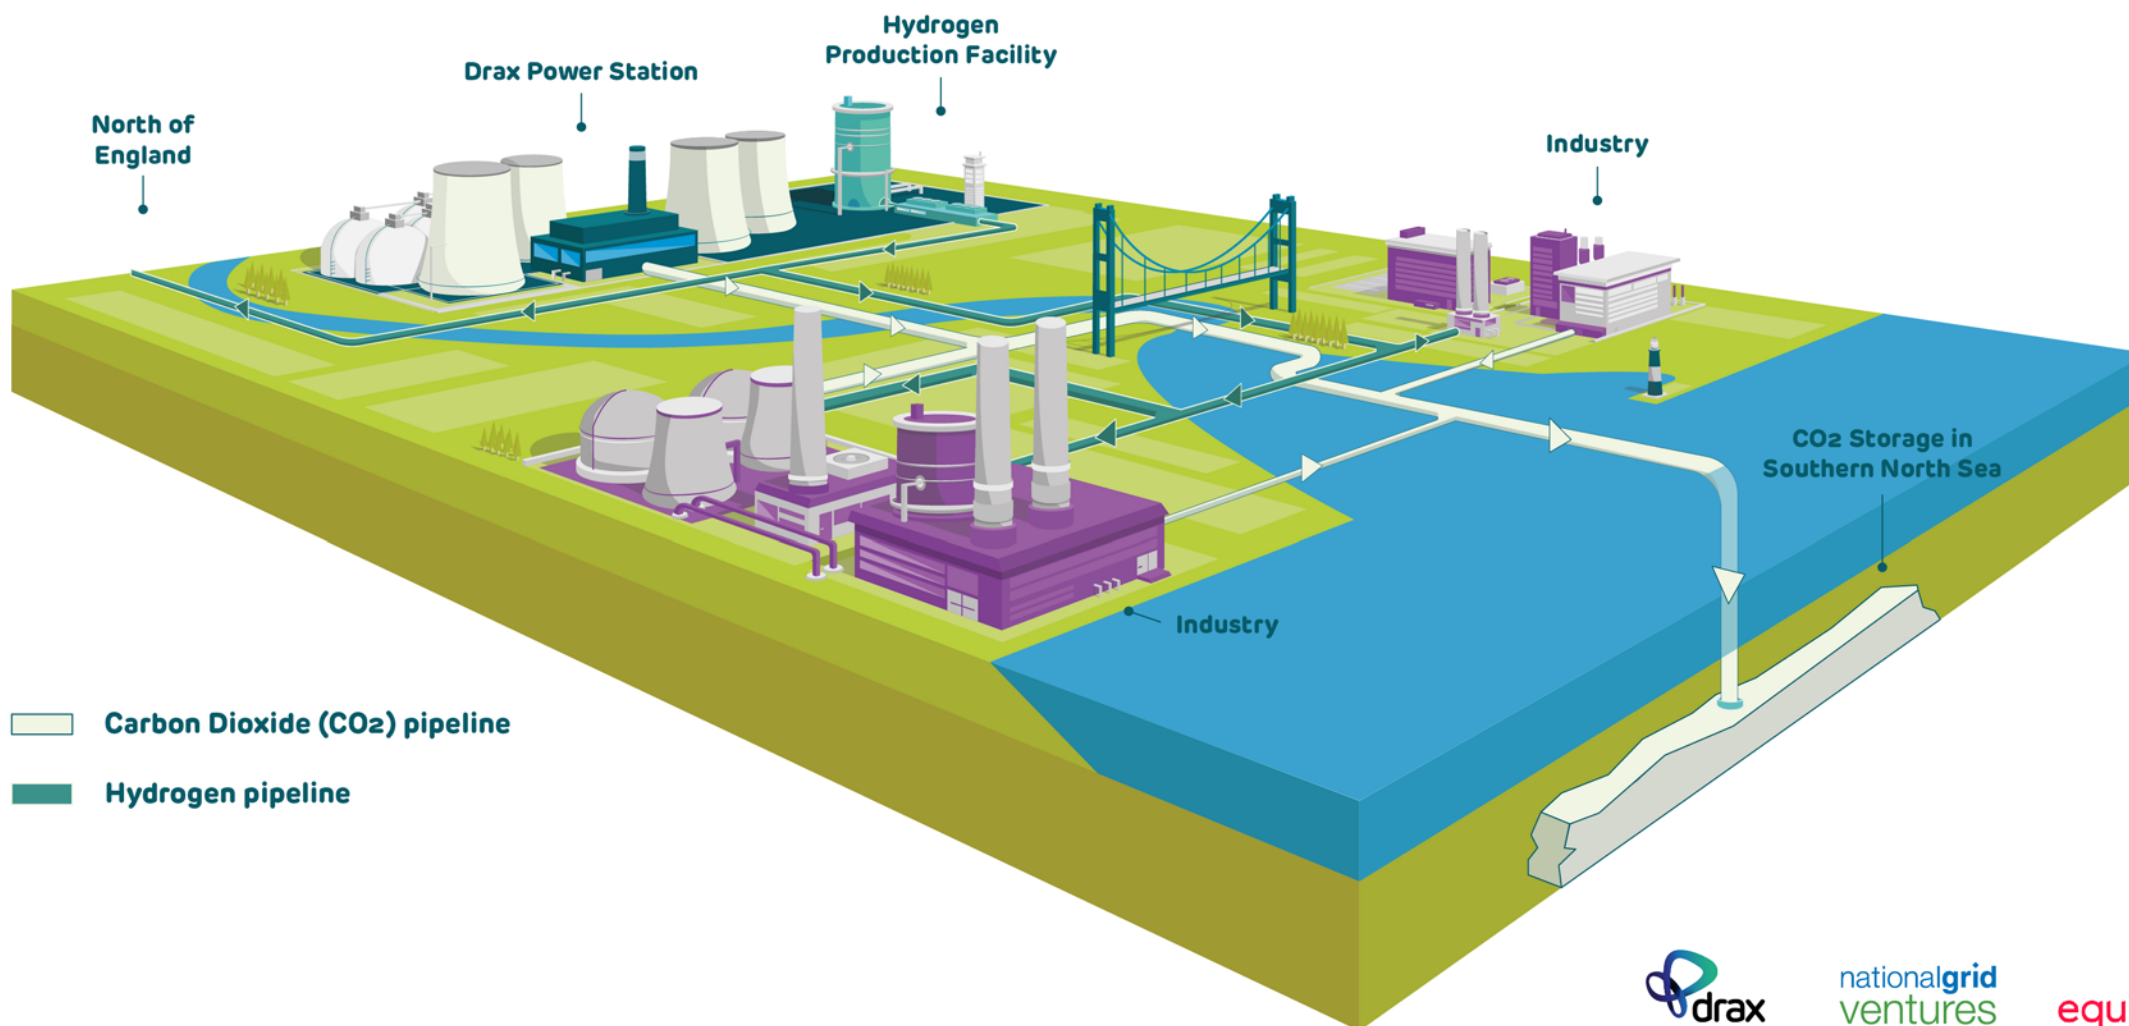 Hydrogen
Production Facility
Drax Power Station
North of
England
Industry
CO2 Storage in
Southern North Sea
Industry
Carbon Dioxide (CO2) pipeline
Hydrogen pipeline
drax
nationalgrid
ventures
equ